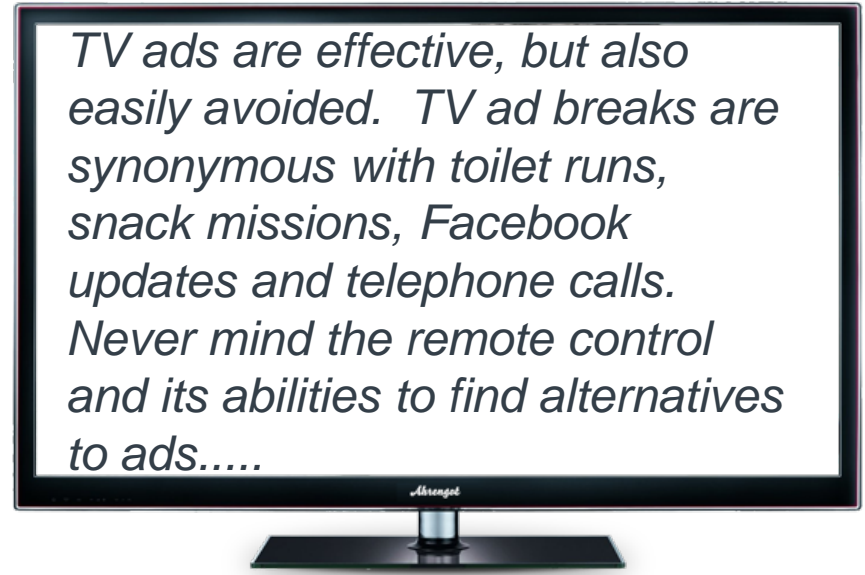 TV ads are effective, but also
easily avoided.  TV ad breaks are
synonymous with toilet runs,
snack missions, Facebook
updates and telephone calls.
Never mind the remote control
and its abilities to find alternatives
to ads.....
Ahrengot